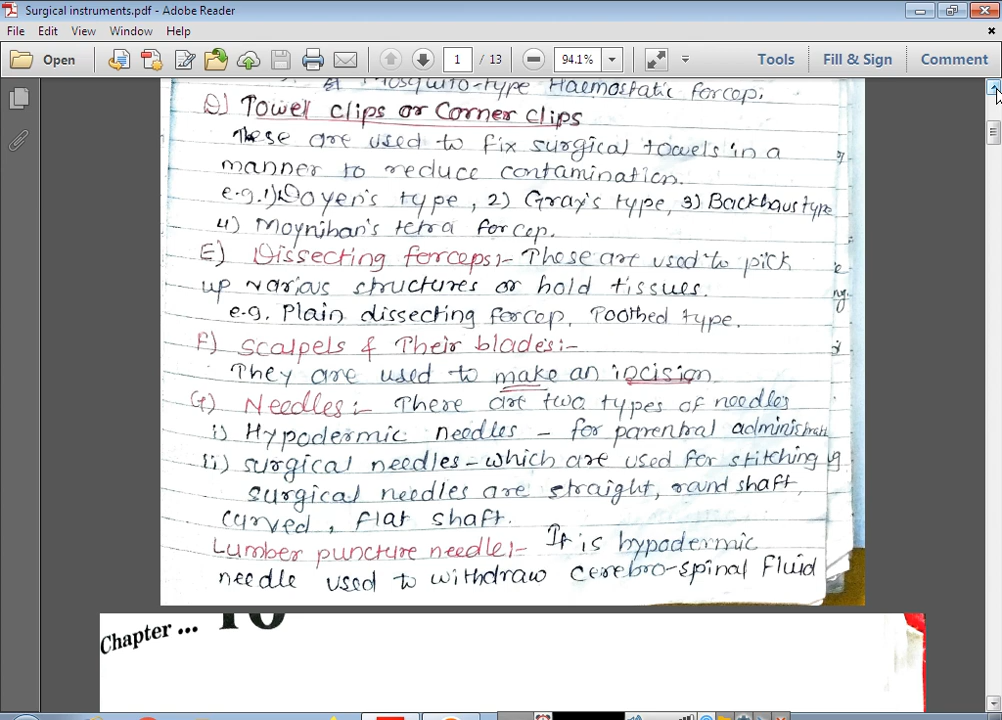 Surgical instruments.pdf - Adobe Reader
File Edit View Window Help
Open 1 / 13 94.1% Tools Fill & Sign Comment
Mosquito-type Haemostatic forcep.
D) Towel clips or Corner clips
These are used to fix surgical towels in a
manner to reduce contamination.
e.g. 1) Doyen's type, 2) Gray's type, 3) Backhaus type
4) Moynihan's tetra forcep.
E) Dissecting forceps:- These are used to pick
up various structures or hold tissues.
e.g. Plain dissecting forcep, Toothed type.
F) Scalpels & Their blades:-
They are used to make an incision
G) Needles:- There are two types of needles
i) Hypodermic needles - for parentral administrat
ii) surgical needles - which are used for stitching
surgical needles are straight, round shaft,
curved, flat shaft.
Lumber puncture needle:- It is hypodermic
needle used to withdraw cerebro-spinal fluid
Chapter ... 10